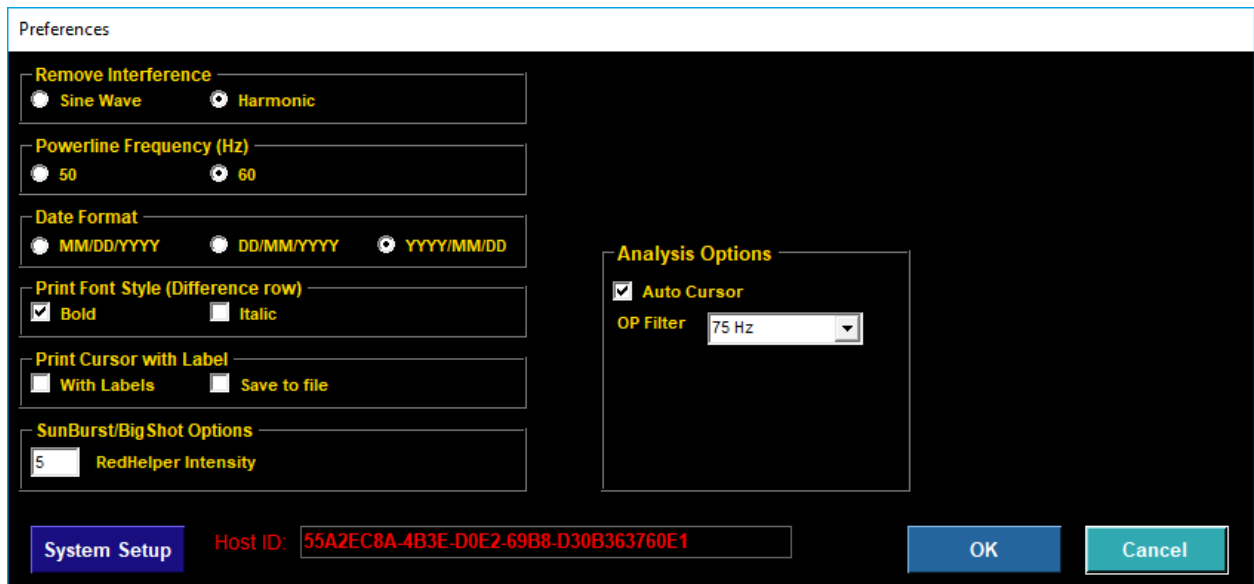 Preferences
Remove Interference
Sine Wave Harmonic
Powerline Frequency (Hz)
50 60
Date Format
MM/DD/YYYY DD/MM/YYYY YYYY/MM/DD
Print Font Style (Difference row)
Bold Italic
Print Cursor with Label
With Labels Save to file
SunBurst/BigShot Options
5 RedHelper Intensity
Analysis Options
Auto Cursor
OP Filter 75 Hz
System Setup Host ID: 55A2EC8A-4B3E-D0E2-69B8-D30B363760E1 OK Cancel